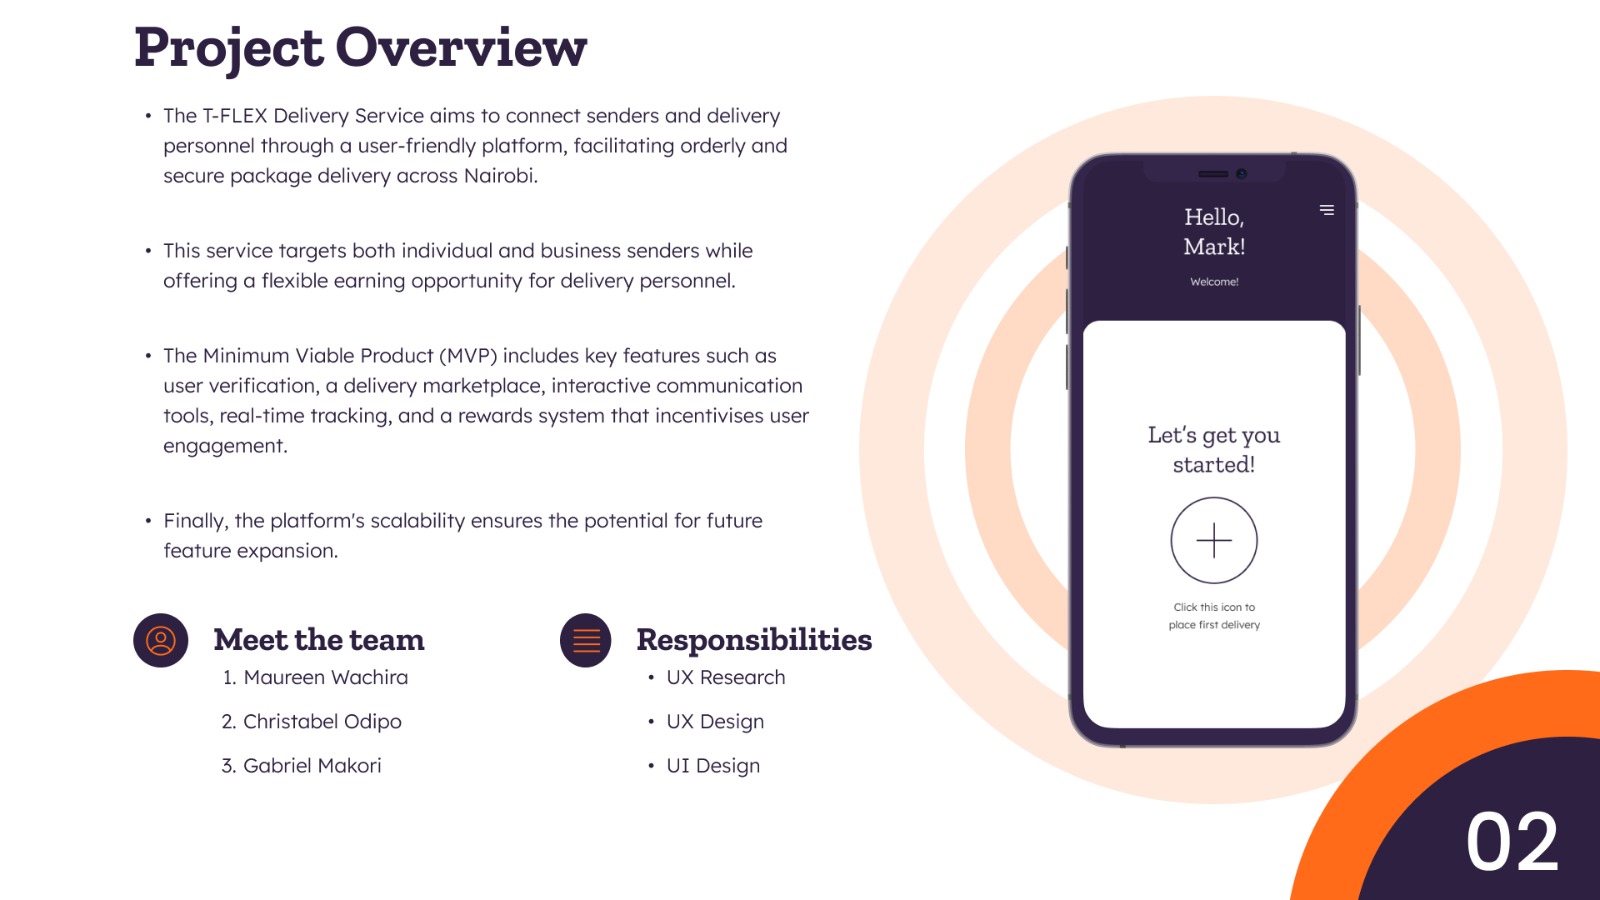 Project Overview
• The T-FLEX Delivery Service aims to connect senders and delivery
personnel through a user-friendly platform, facilitating orderly and
secure package delivery across Nairobi.
• This service targets both individual and business senders while
offering a flexible earning opportunity for delivery personnel.
• The Minimum Viable Product (MVP) includes key features such as
user verification, a delivery marketplace, interactive communication
tools, real-time tracking, and a rewards system that incentivises user
engagement.
• Finally, the platform's scalability ensures the potential for future
feature expansion.
Meet the team
1. Maureen Wachira
2. Christabel Odipo
3. Gabriel Makori
Responsibilities
• UX Research
• UX Design
• UI Design
Hello,
Mark!
Welcome!
Let's get you
started!
Click this icon to
place first delivery
02